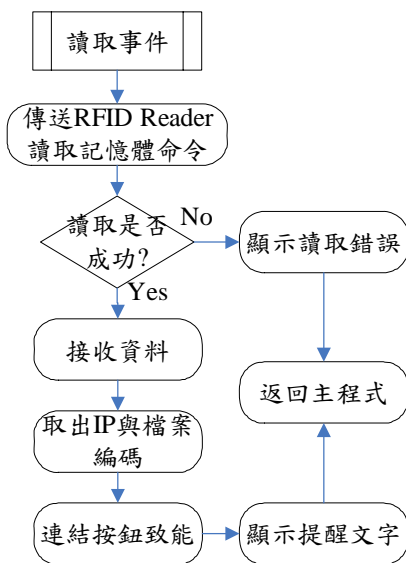 讀取事件
傳送RFID Reader
讀取記憶體命令
讀取是否
成功?
No
顯示讀取錯誤
Yes
接收資料
返回主程式
取出IP與檔案
編碼
連結按鈕致能
顯示提醒文字